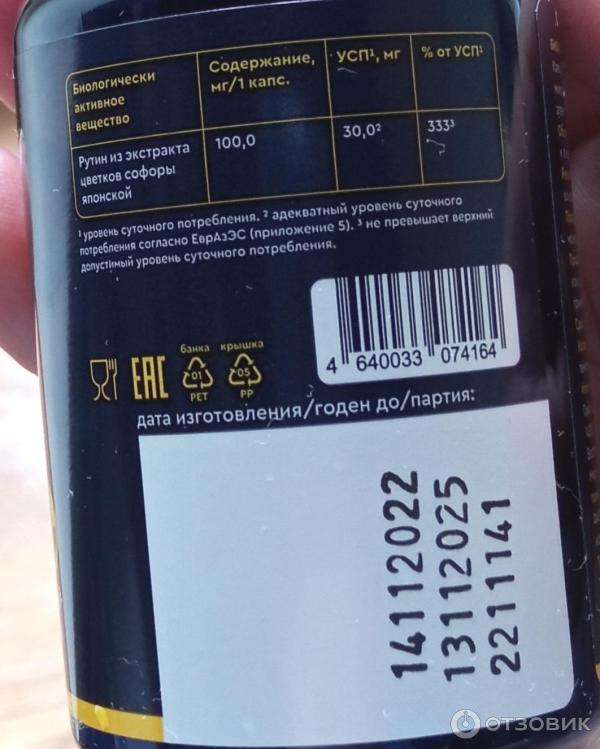 Биологически
активное
вещество
Содержание,
мг/1 капс.
УСП¹, мг
% от УСП¹
Рутин из экстракта
цветков софоры
японской
100,0
30,0²
333³
¹ уровень суточного потребления. ² адекватный уровень суточного
потребления согласно ЕврАзЭС (приложение 5). ³ не превышает верхний
допустимый уровень суточного потребления.
4 640033 074164
EAC
банка
01
PET
крышка
05
PP
дата изготовления/годен до/партия:
14112022
13112025
22111141
ОТЗОВИК